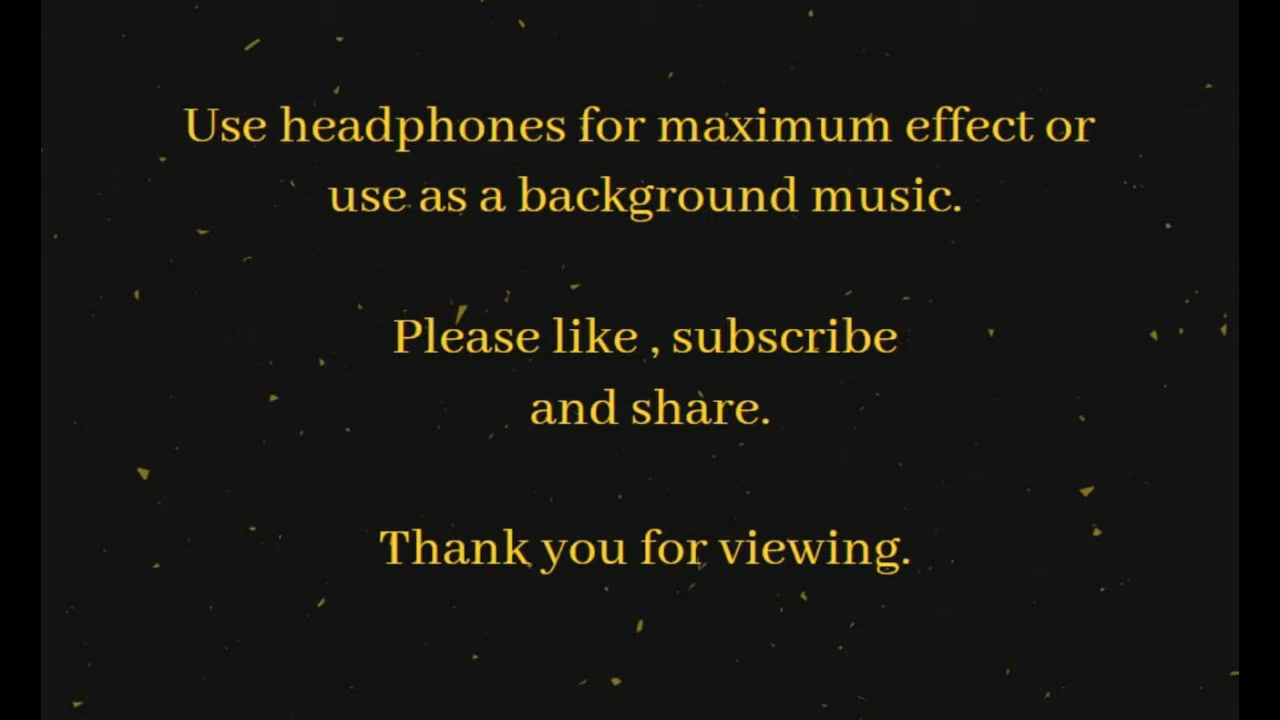 Use headphones for maximum effect or
use as a background music.
Please like , subscribe
and share.
Thank you for viewing.